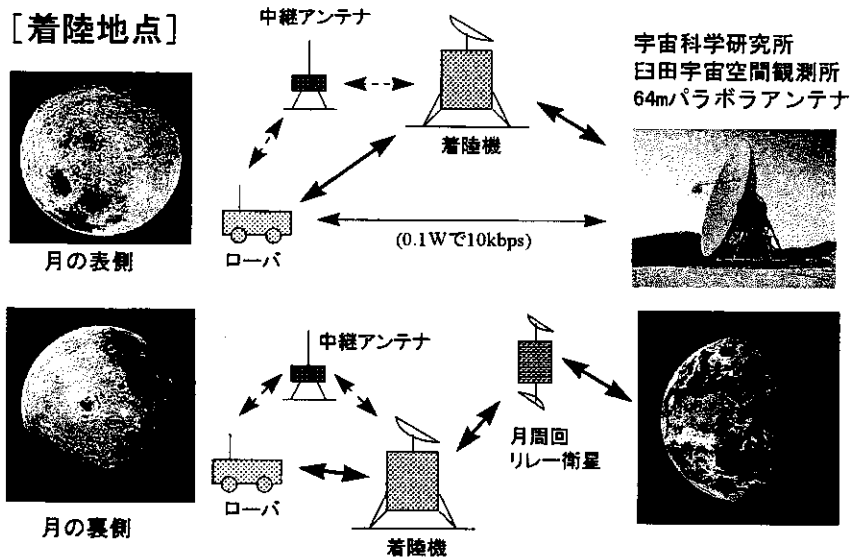 [着陸地点]
中継アンテナ
宇宙科学研究所
臼田宇宙空間観測所
64mパラボラアンテナ
着陸機
(0.1Wで10kbps)
ローバ
月の表側
中継アンテナ
月周回
リレー衛星
ローバ
着陸機
月の裏側